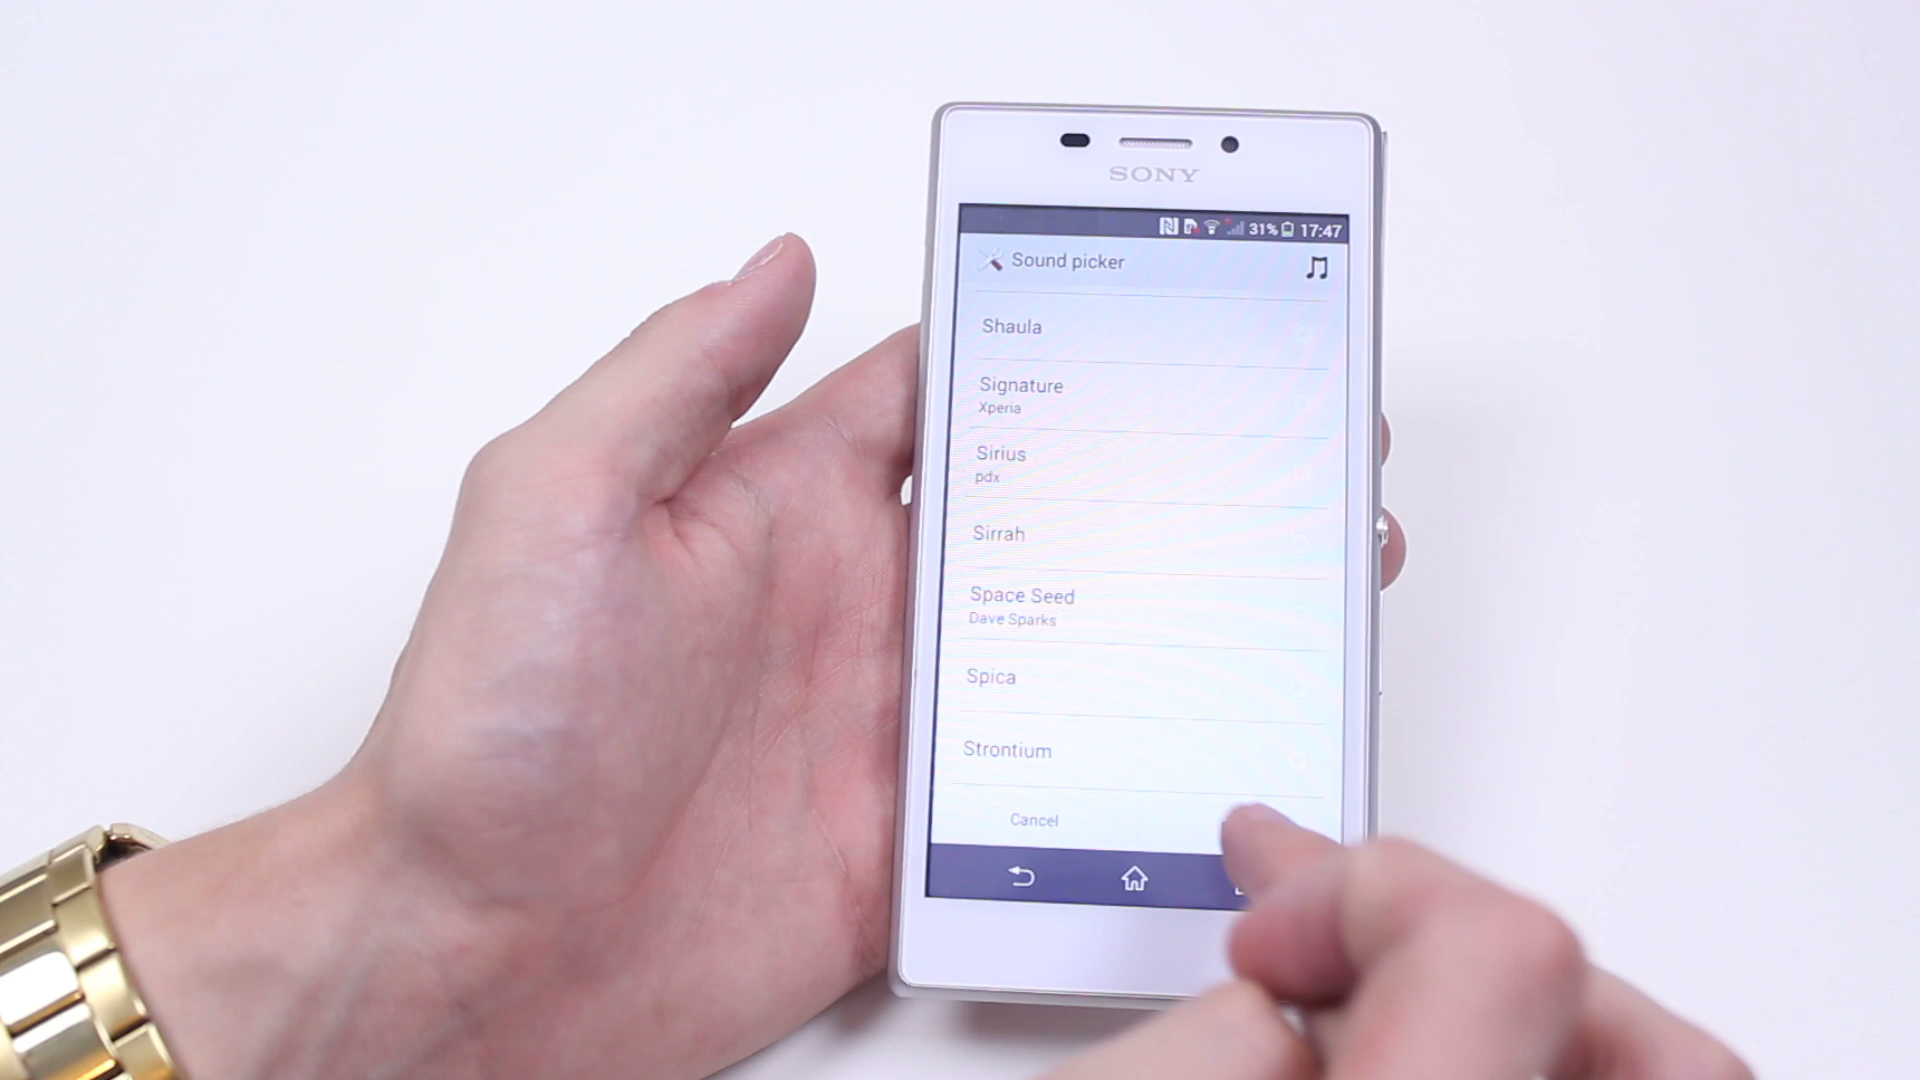 SONY
31% 17:47
Sound picker
Shaula
Signature
Xperia
Sirius
pdx
Sirrah
Space Seed
Dave Sparks
Spica
Strontium
Cancel